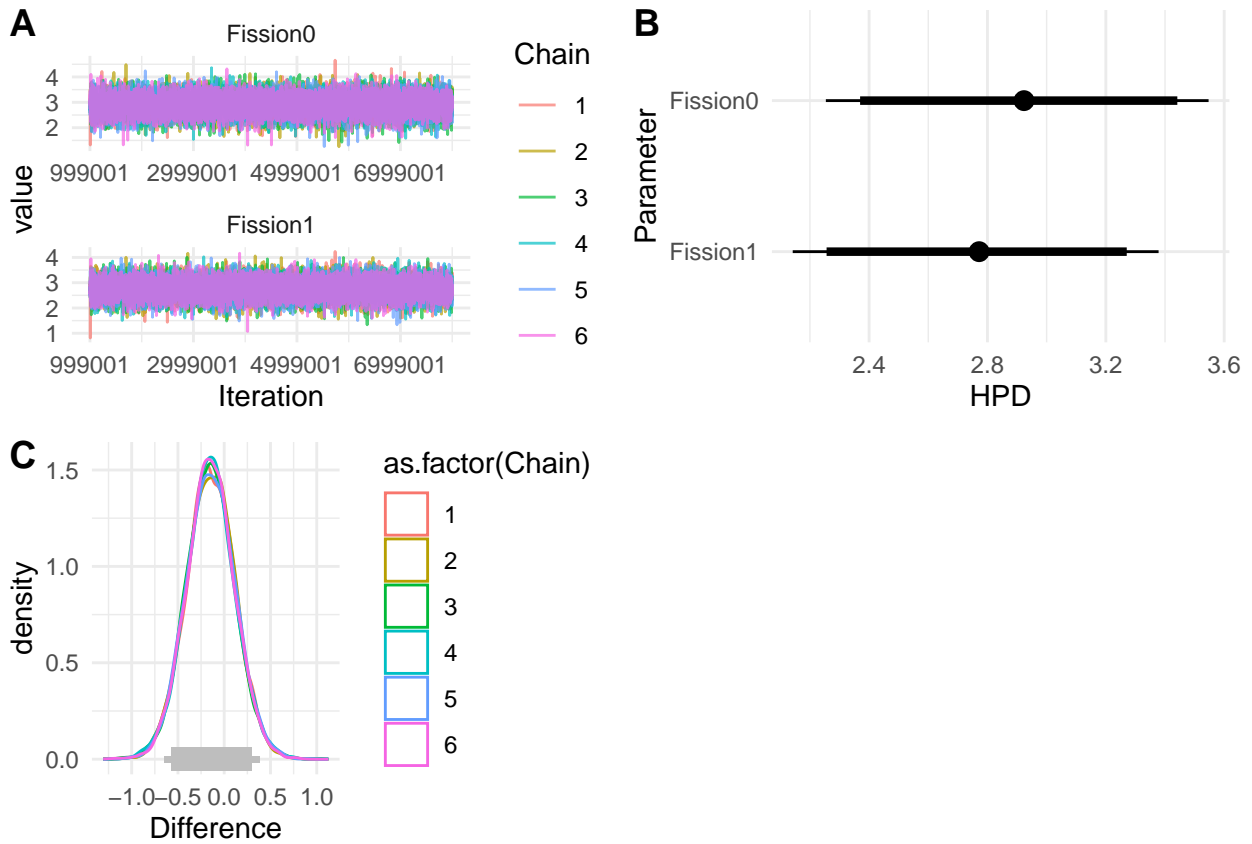 A
Fission0
4
3
2
999001 2999001 4999001 6999001
Fission1
4
3
2
1
999001 2999001 4999001 6999001
value
Iteration
Chain
1
2
3
4
5
6
B
Parameter
Fission0
Fission1
2.4 2.8 3.2 3.6
HPD
C
density
1.5
1.0
0.5
0.0
−1.0 −0.5 0.0 0.5 1.0
Difference
as.factor(Chain)
1
2
3
4
5
6